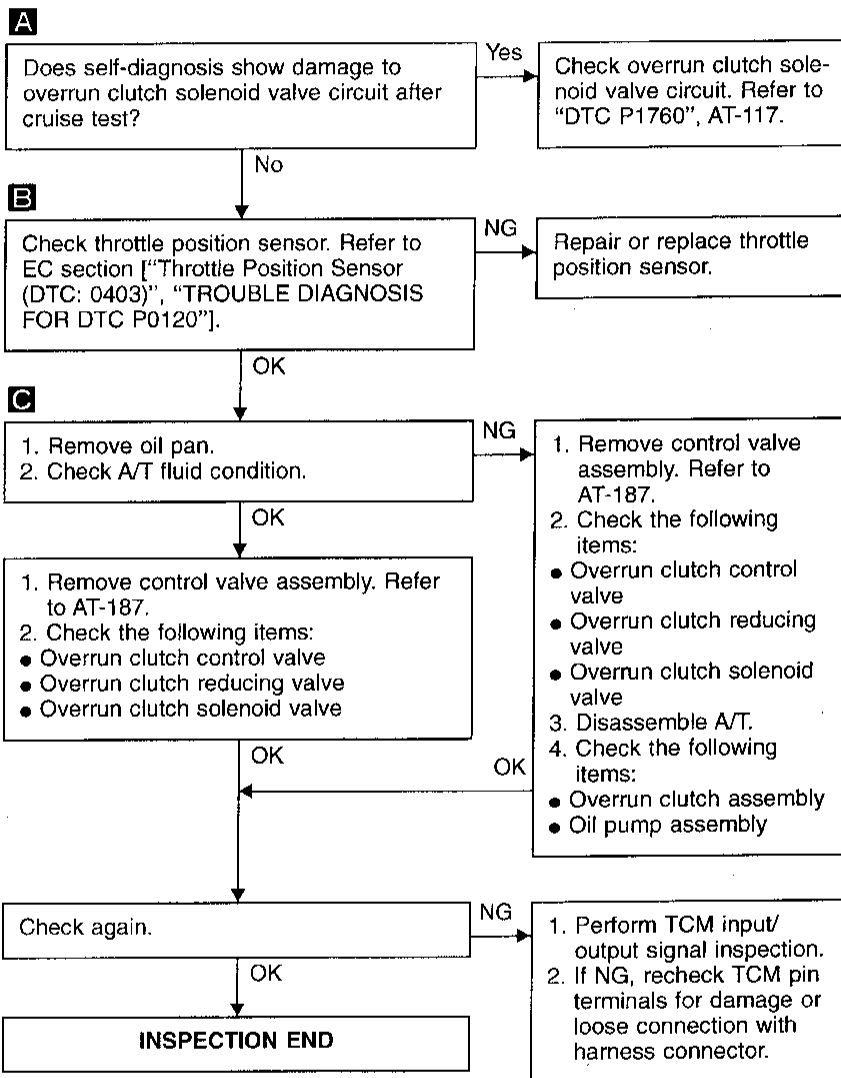 A
Does self-diagnosis show damage to
overrun clutch solenoid valve circuit after
cruise test?
Yes
Check overrun clutch sole-
noid valve circuit. Refer to
“DTC P1760”, AT-117.
No
B
Check throttle position sensor. Refer to
EC section [“Throttle Position Sensor
(DTC: 0403)”, “TROUBLE DIAGNOSIS
FOR DTC P0120”].
NG
Repair or replace throttle
position sensor.
OK
C
1. Remove oil pan.
2. Check A/T fluid condition.
NG
1. Remove control valve
assembly. Refer to
AT-187.
2. Check the following
items:
● Overrun clutch control
valve
● Overrun clutch reducing
valve
● Overrun clutch solenoid
valve
3. Disassemble A/T.
4. Check the following
items:
● Overrun clutch assembly
● Oil pump assembly
OK
1. Remove control valve assembly. Refer
to AT-187.
2. Check the following items:
● Overrun clutch control valve
● Overrun clutch reducing valve
● Overrun clutch solenoid valve
OK
OK
Check again.
NG
1. Perform TCM input/
output signal inspection.
2. If NG, recheck TCM pin
terminals for damage or
loose connection with
harness connector.
OK
INSPECTION END